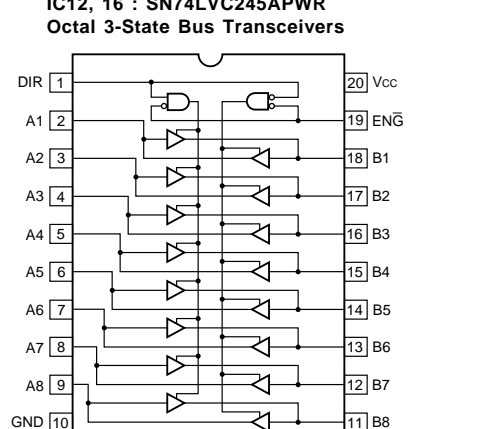 IC12, 16 : SN74LVC245APWR
Octal 3-State Bus Transceivers
DIR 1 20 Vcc
A1 2 19 ENG̅
A2 3 18 B1
A3 4 17 B2
A4 5 16 B3
A5 6 15 B4
A6 7 14 B5
A7 8 13 B6
A8 9 12 B7
GND 10 11 B8